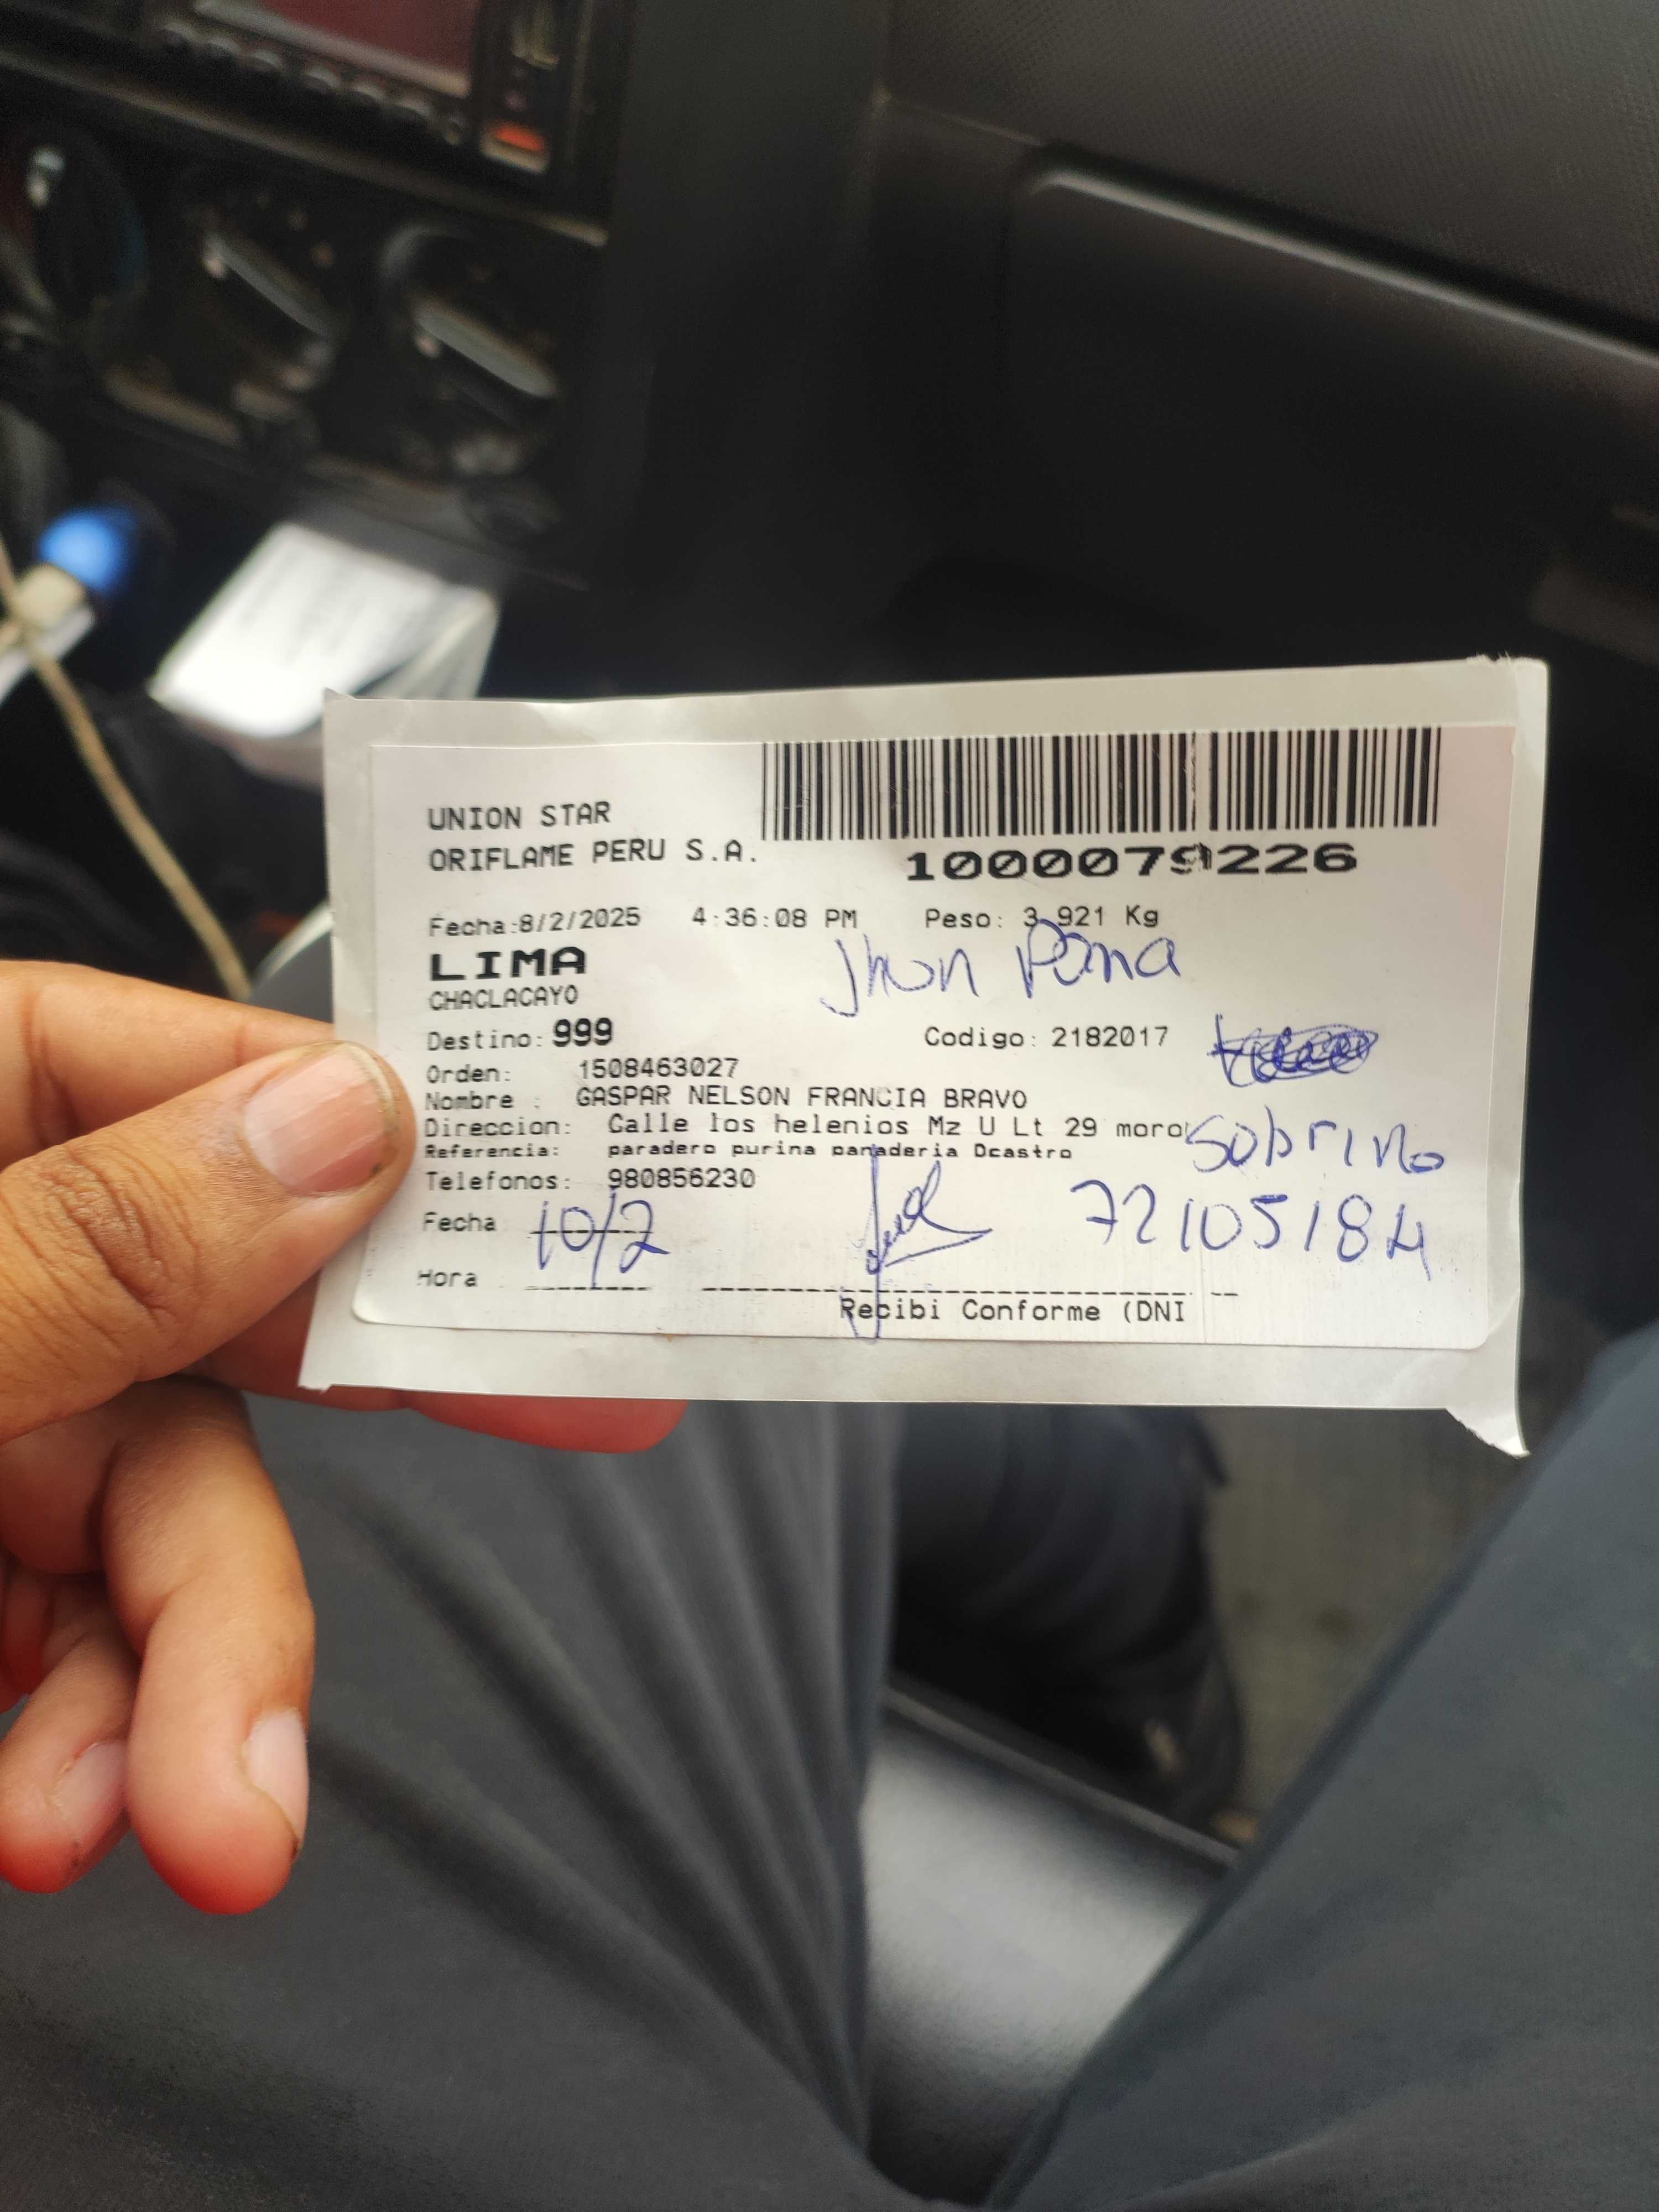 UNION STAR
ORIFLAME PERU S.A.
1000079226
Fecha:8/2/2025 4:36:08 PM Peso: 3.921 Kg
LIMA
Jhon Poma
CHACLACAYO
Destino: 999 Codigo: 2182017
Orden: 1508463027
Nombre : GASPAR NELSON FRANCIA BRAVO
Direccion: Calle los helenios Mz U Lt 29 moro
Sobrino
Referencia: paradero purina panaderia Dcastro
Telefonos: 980856230
Fecha 10/2 72105184
Hora
Recibi Conforme (DNI